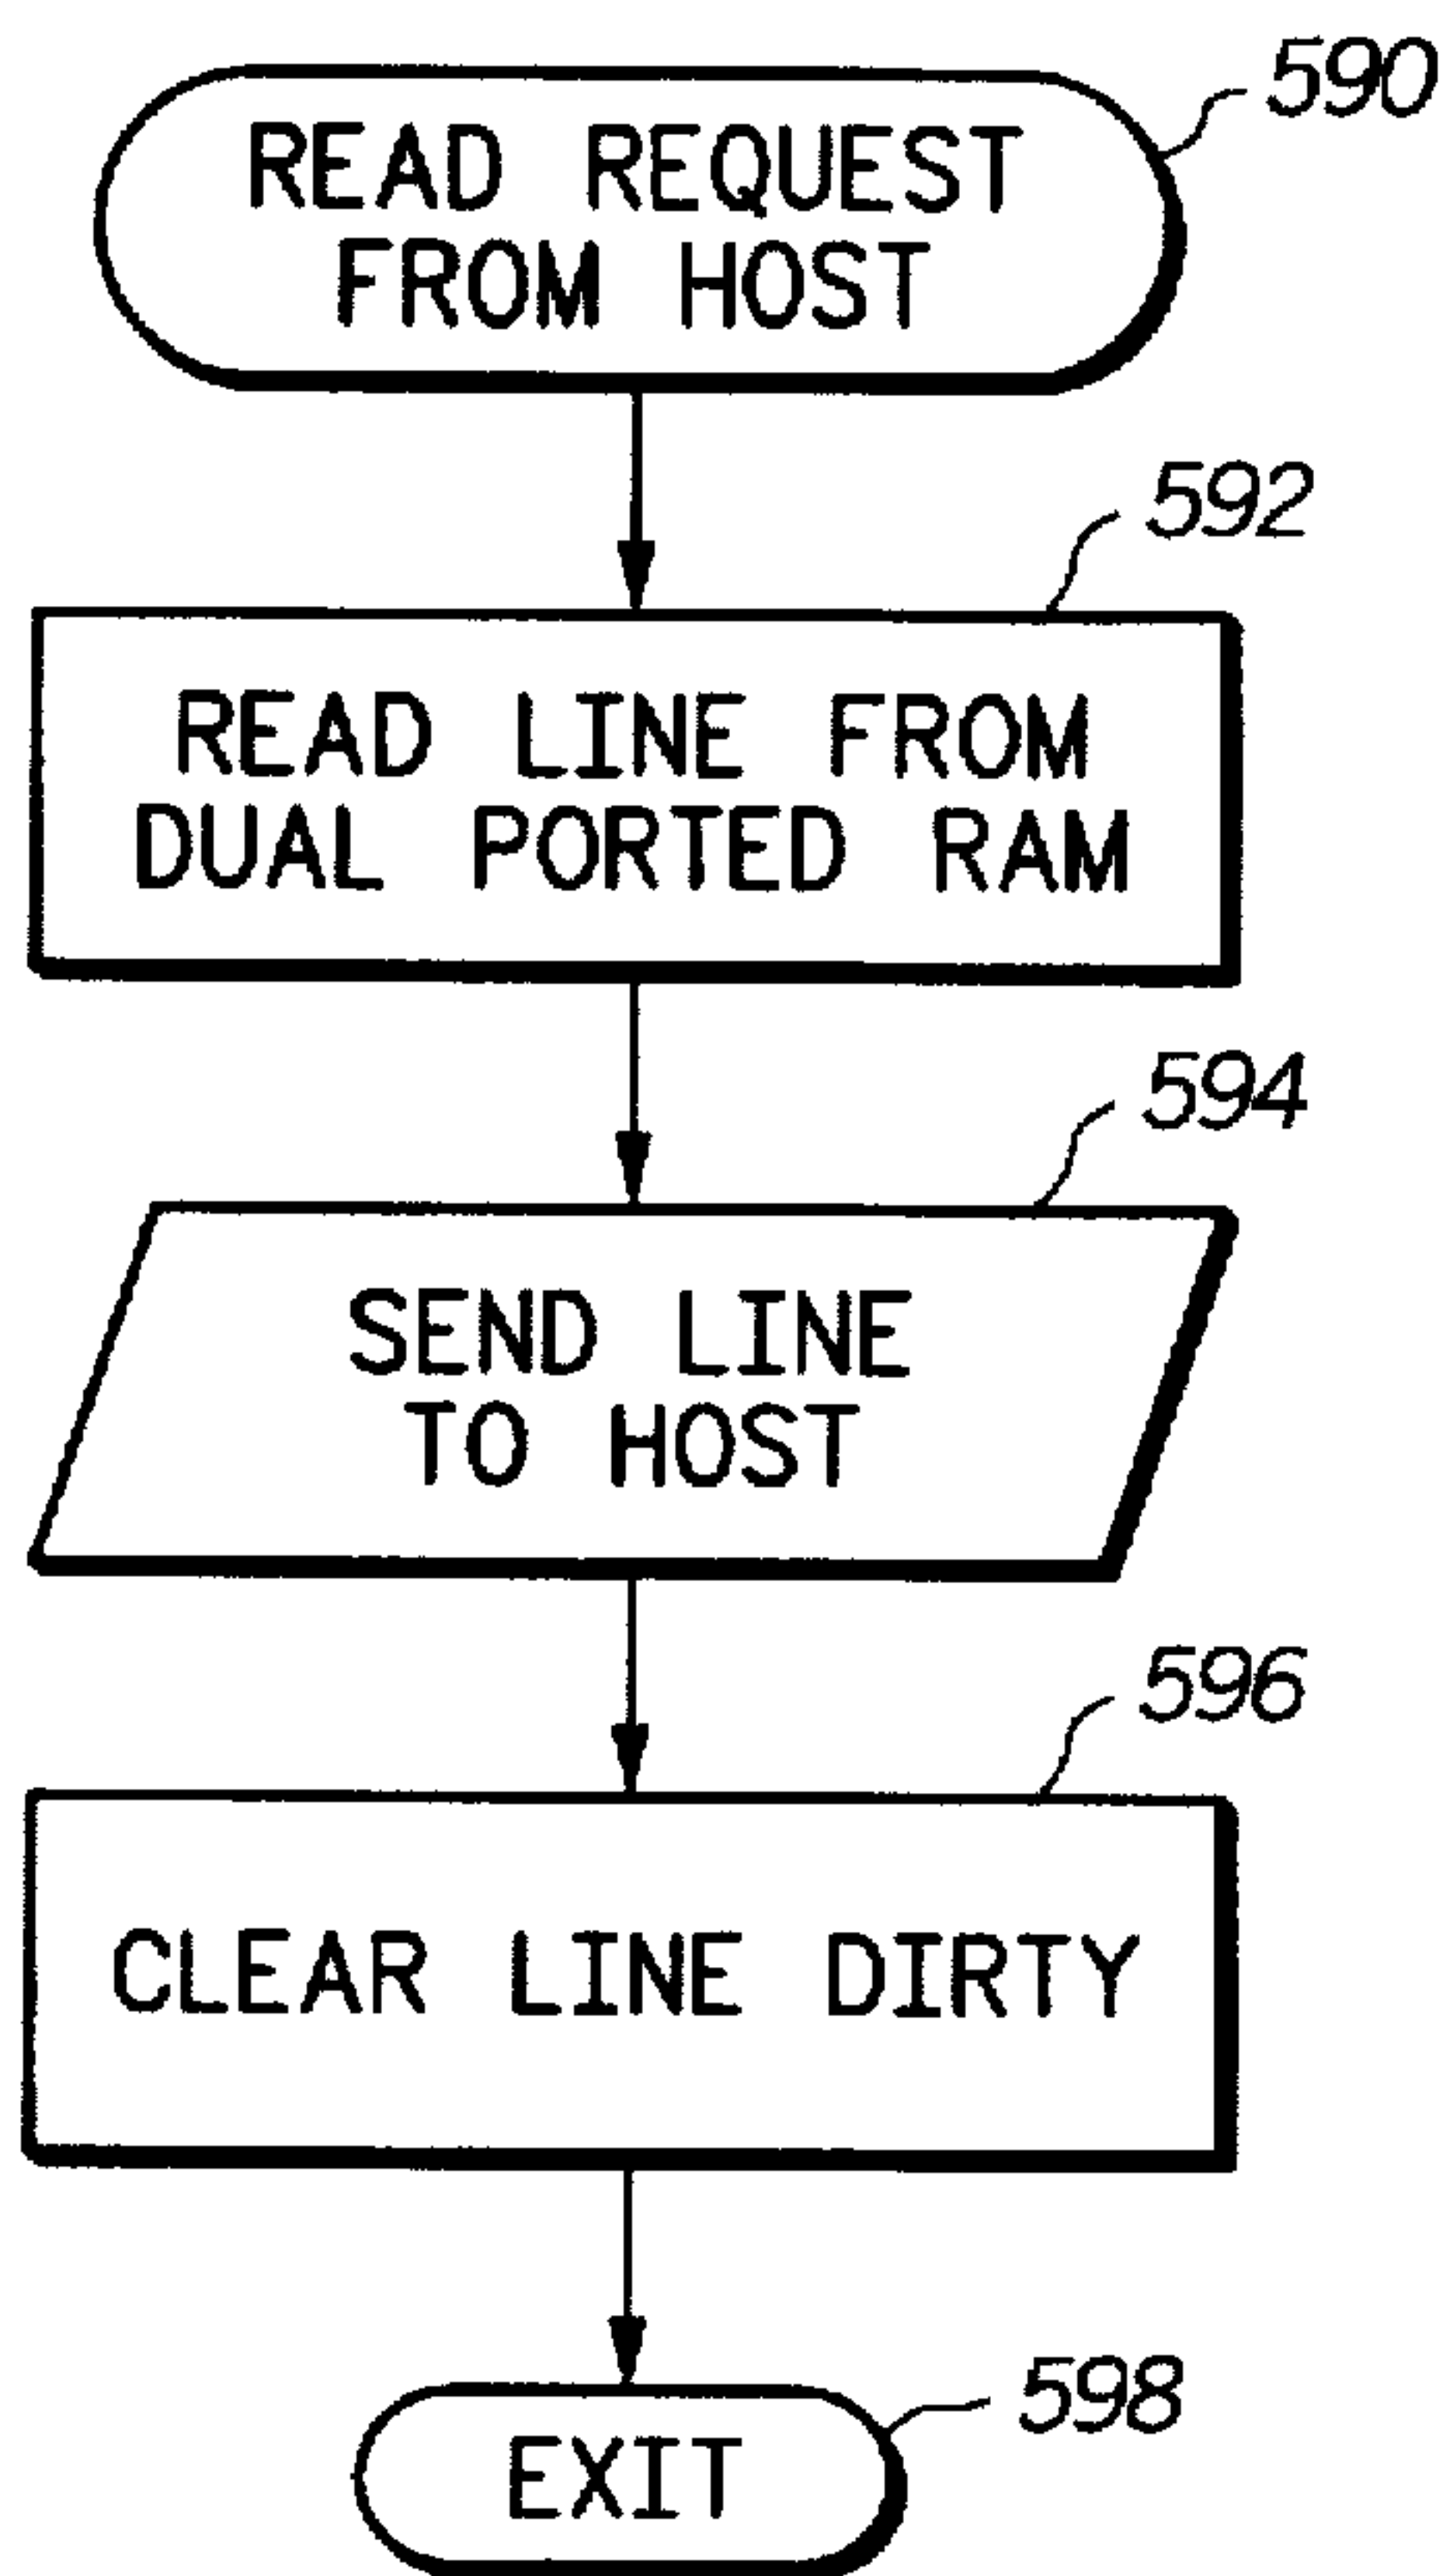 590
READ REQUEST
FROM HOST
592
READ LINE FROM
DUAL PORTED RAM
594
SEND LINE
TO HOST
596
CLEAR LINE DIRTY
598
EXIT